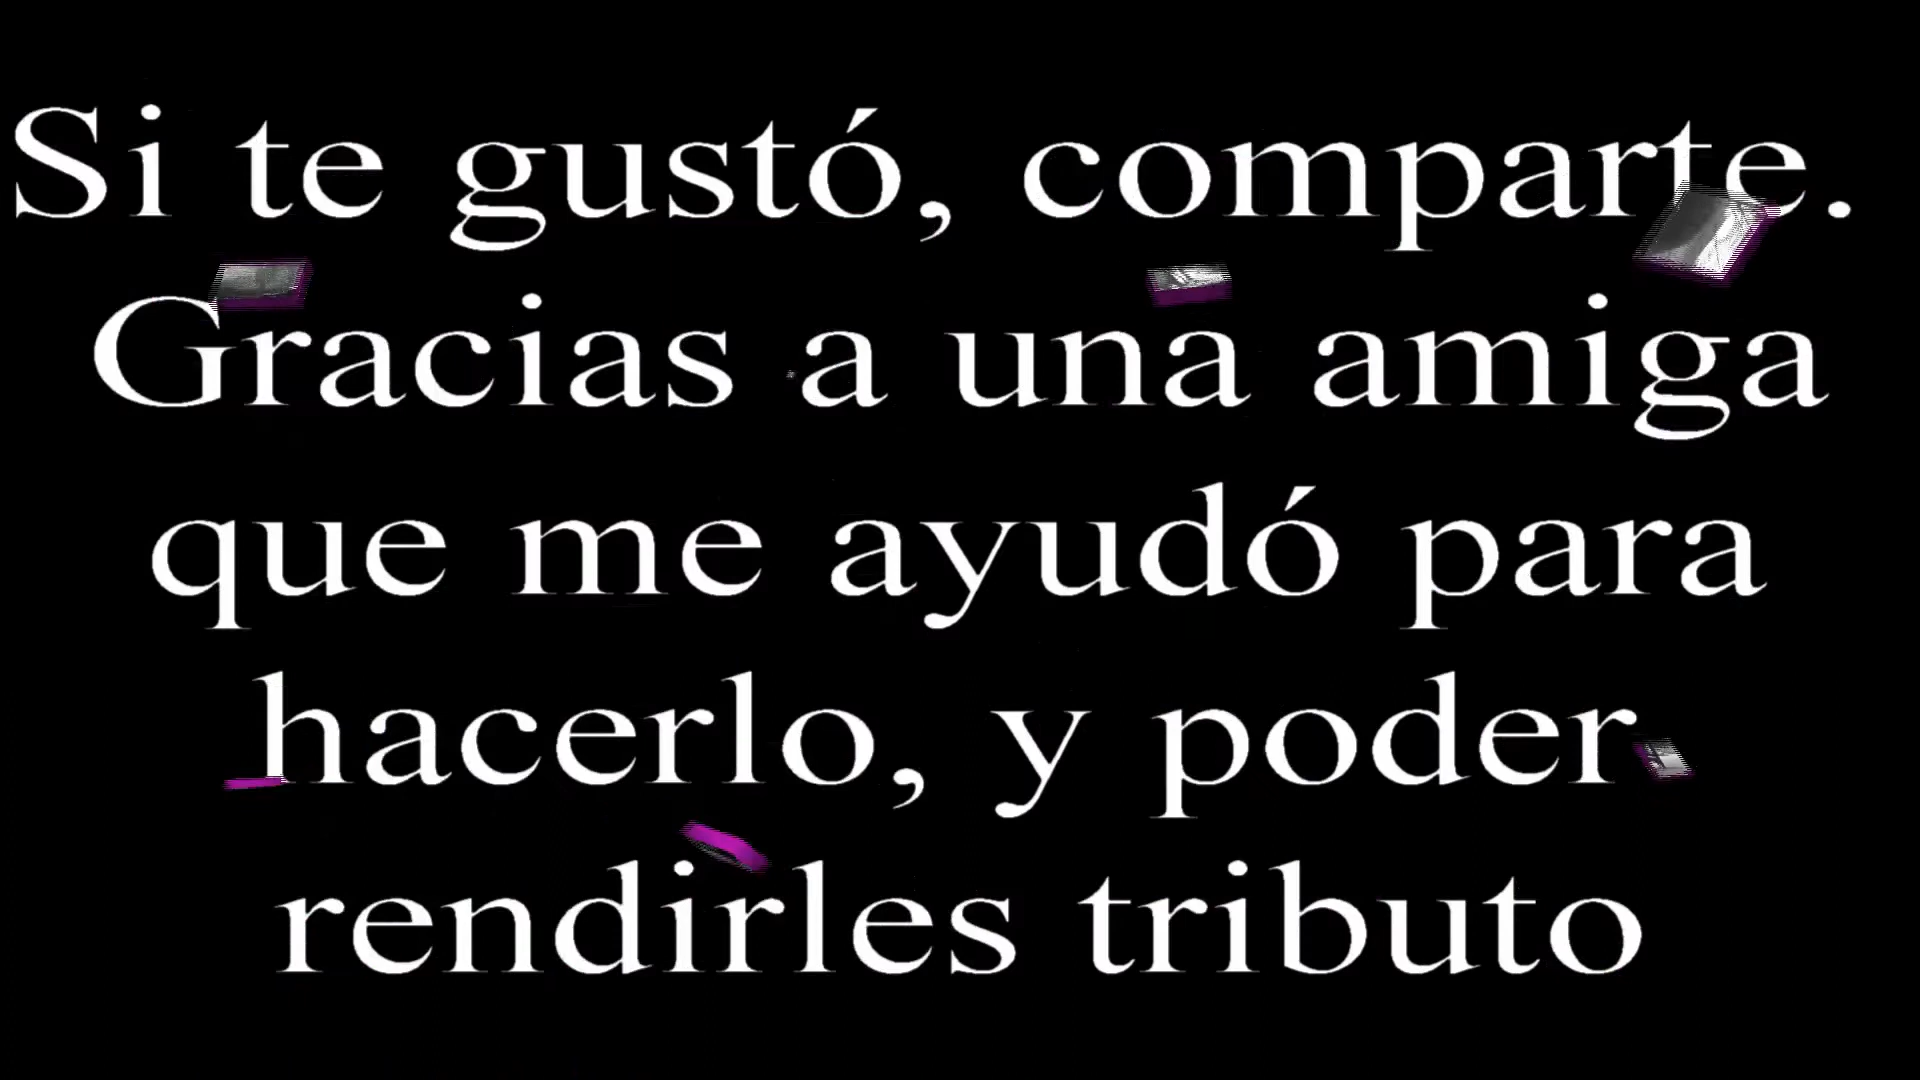 Si te gustó, comparte.
Gracias a una amiga
que me ayudó para
hacerlo, y poder
rendirles tributo